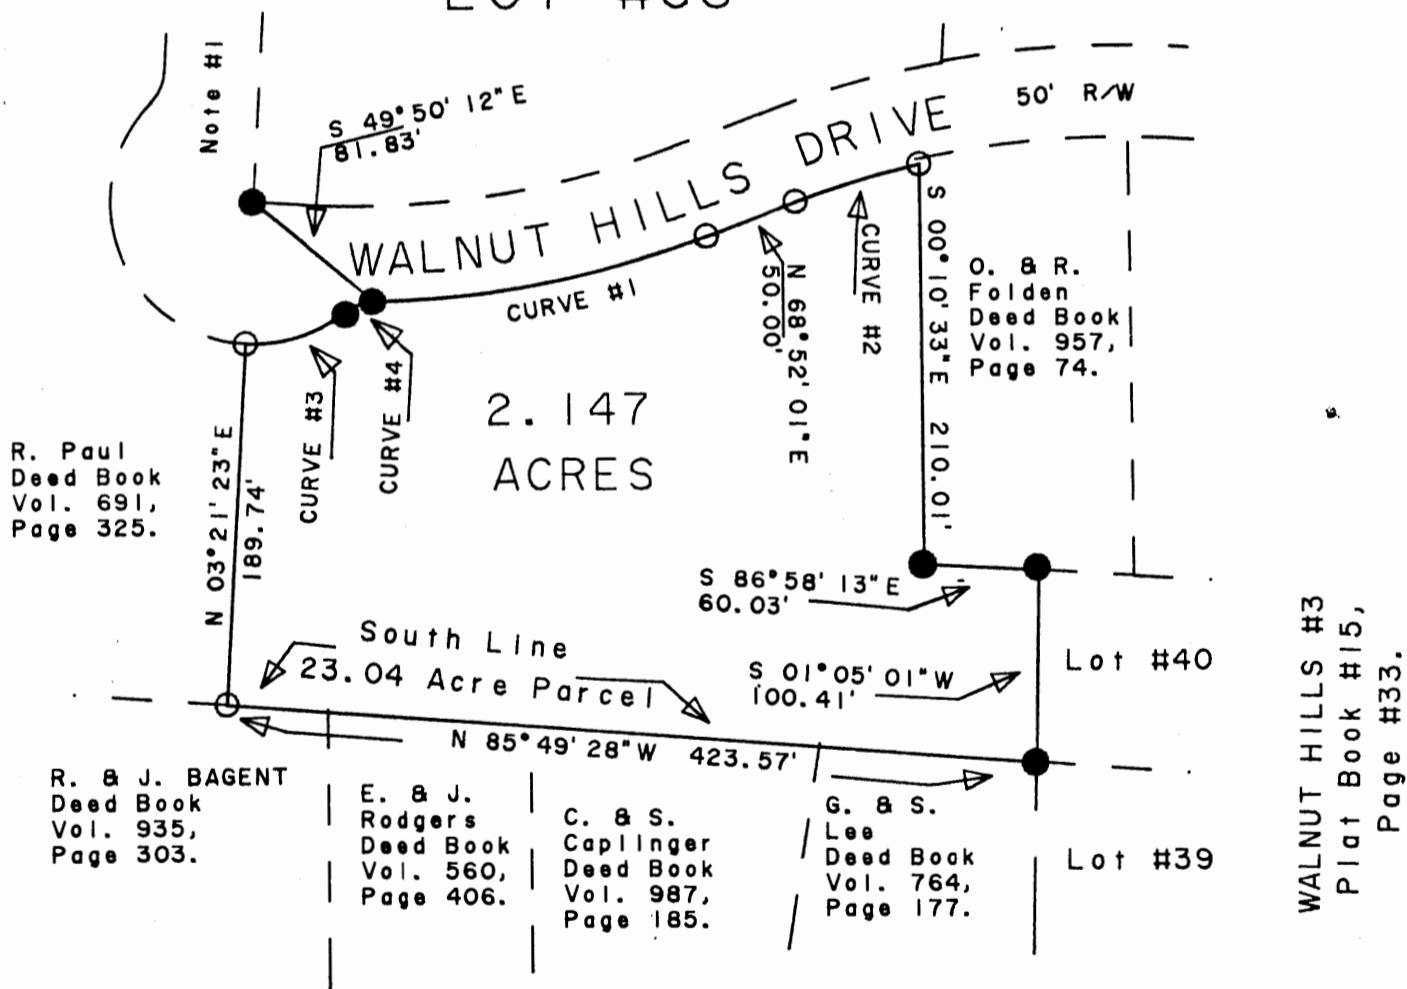 Note #1
S 49°50' 12" E
81.83'
50' R/W
WALNUT HILLS DRIVE
CURVE #1
N 68°52' 01" E
50.00'
CURVE #2
S 00°10' 33" E 210.01'
O. & R.
Folden
Deed Book
Vol. 957,
Page 74.
CURVE #3
CURVE #4
2.147
ACRES
R. Paul
Deed Book
Vol. 691,
Page 325.
N 03°21' 23" E
189.74'
S 86°58' 13" E
60.03'
South Line
23.04 Acre Parcel
S 01°05' 01" W
100.41'
Lot #40
N 85°49' 28" W 423.57'
R. & J. BAGENT
Deed Book
Vol. 935,
Page 303.
E. & J.
Rodgers
Deed Book
Vol. 560,
Page 406.
C. & S.
Caplinger
Deed Book
Vol. 987,
Page 185.
G. & S.
Lee
Deed Book
Vol. 764,
Page 177.
Lot #39
WALNUT HILLS #3
Plat Book #15,
Page #33.